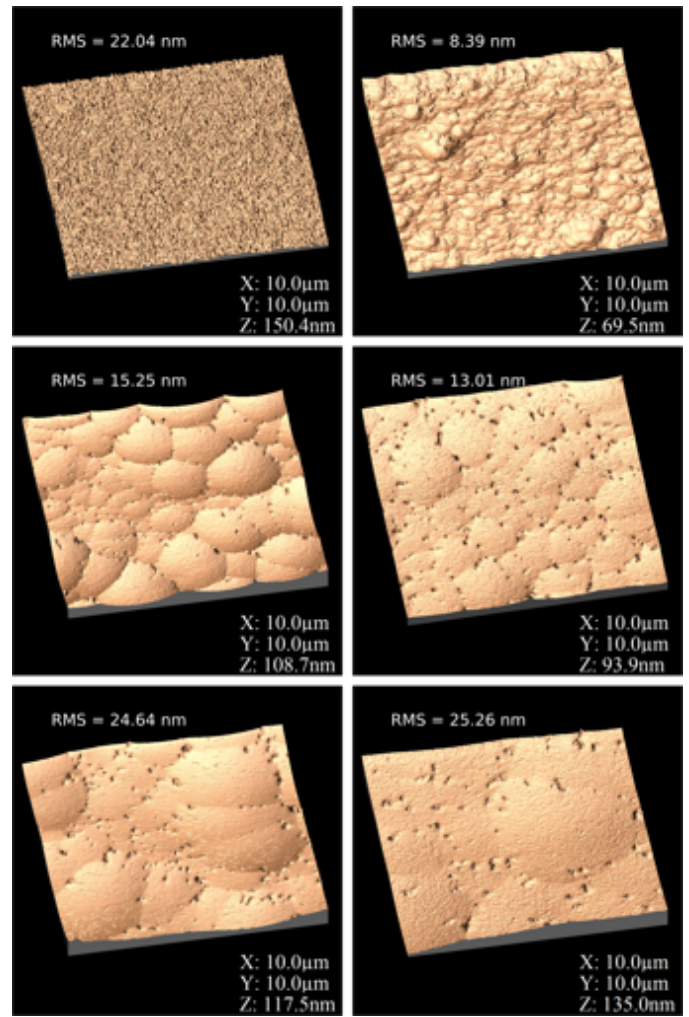 RMS = 22.04 nm
X: 10.0µm
Y: 10.0µm
Z: 150.4nm
RMS = 8.39 nm
X: 10.0µm
Y: 10.0µm
Z: 69.5nm
RMS = 15.25 nm
X: 10.0µm
Y: 10.0µm
Z: 108.7nm
RMS = 13.01 nm
X: 10.0µm
Y: 10.0µm
Z: 93.9nm
RMS = 24.64 nm
X: 10.0µm
Y: 10.0µm
Z: 117.5nm
RMS = 25.26 nm
X: 10.0µm
Y: 10.0µm
Z: 135.0nm